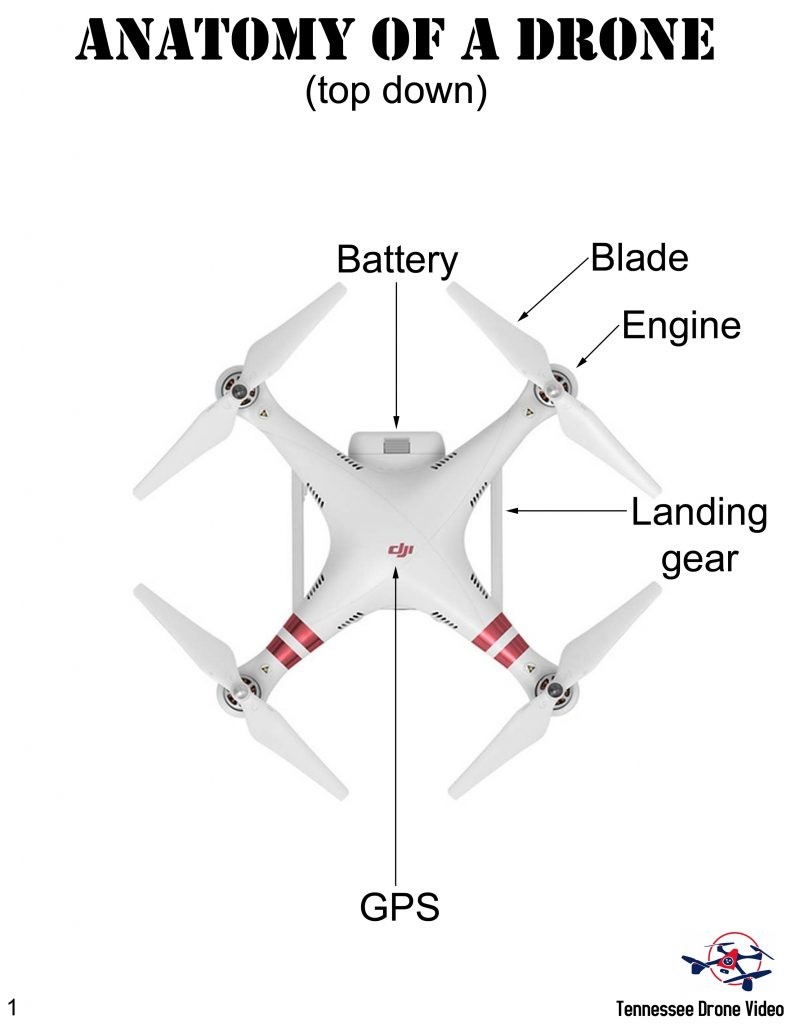 ANATOMY OF A DRONE
(top down)
Battery
Blade
Engine
Landing
gear
dji
GPS
1
Tennessee Drone Video